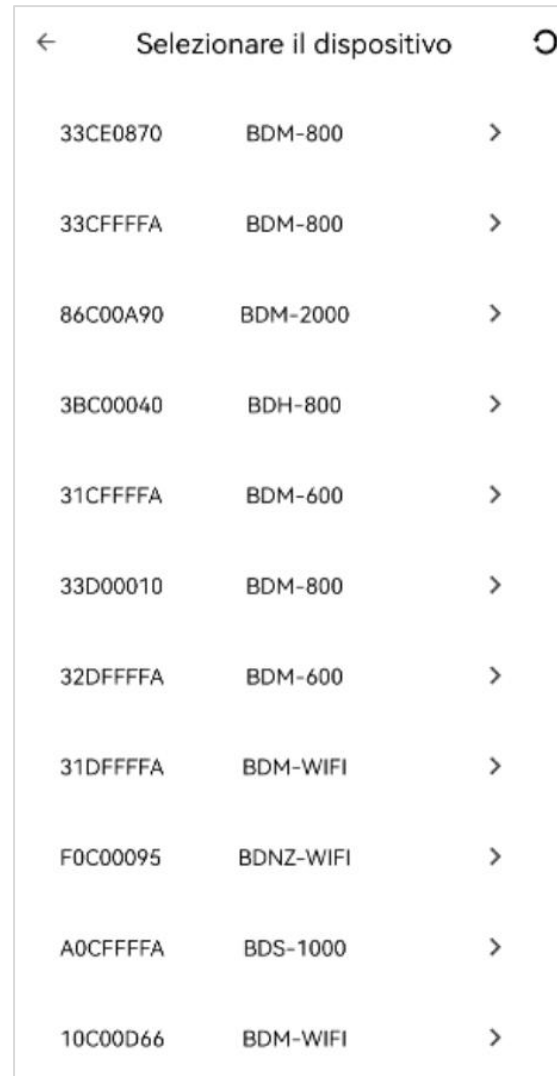 Selezionare il dispositivo
33CE0870 BDM-800
33CFFFFA BDM-800
86C00A90 BDM-2000
3BC00040 BDH-800
31CFFFFA BDM-600
33D00010 BDM-800
32DFFFFA BDM-600
31DFFFFA BDM-WIFI
F0C00095 BDNZ-WIFI
A0CFFFFA BDS-1000
10C00D66 BDM-WIFI